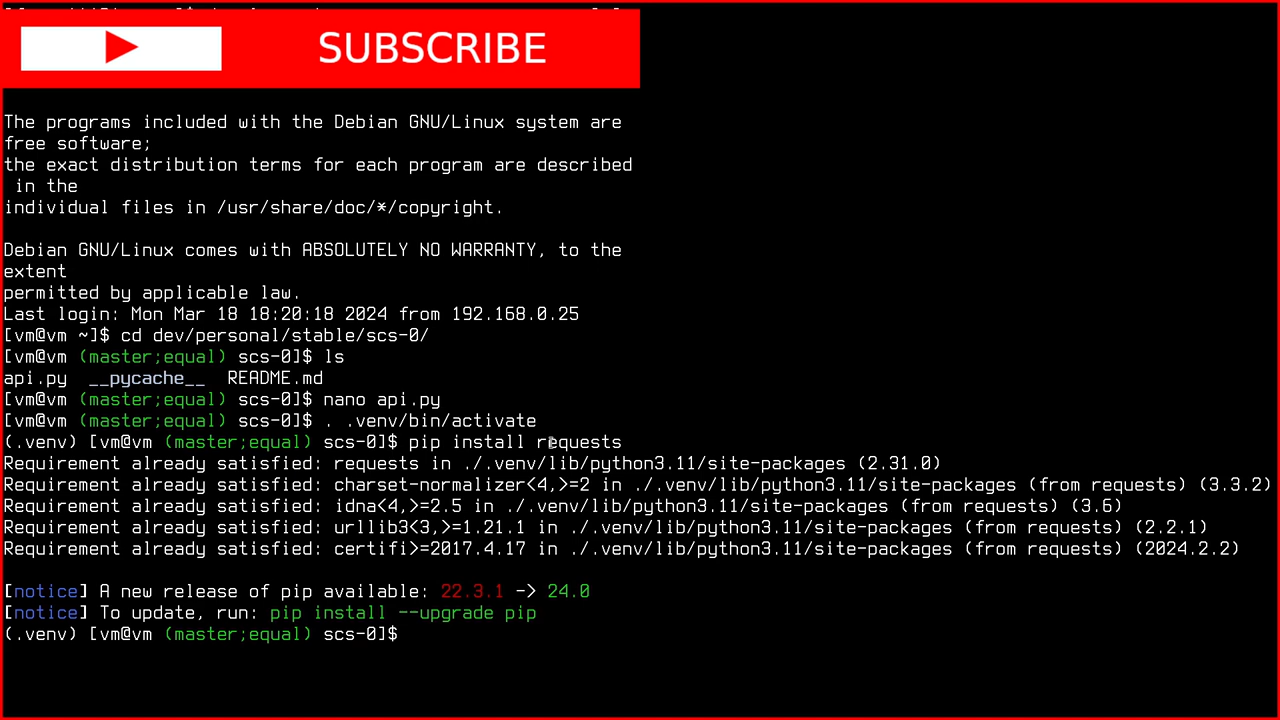 SUBSCRIBE
The programs included with the Debian GNU/Linux system are
free software;
the exact distribution terms for each program are described
in the
individual files in /usr/share/doc/*/copyright.
Debian GNU/Linux comes with ABSOLUTELY NO WARRANTY, to the
extent
permitted by applicable law.
Last login: Mon Mar 18 18:20:18 2024 from 192.168.0.25
[vm@vm ~]$ cd dev/personal/stable/scs-0/
[vm@vm (master;equal) scs-0]$ ls
api.py  __pycache__  README.md
[vm@vm (master;equal) scs-0]$ nano api.py
[vm@vm (master;equal) scs-0]$ . .venv/bin/activate
(.venv) [vm@vm (master;equal) scs-0]$ pip install requests
Requirement already satisfied: requests in ./.venv/lib/python3.11/site-packages (2.31.0)
Requirement already satisfied: charset-normalizer<4,>=2 in ./.venv/lib/python3.11/site-packages (from requests) (3.3.2)
Requirement already satisfied: idna<4,>=2.5 in ./.venv/lib/python3.11/site-packages (from requests) (3.6)
Requirement already satisfied: urllib3<3,>=1.21.1 in ./.venv/lib/python3.11/site-packages (from requests) (2.2.1)
Requirement already satisfied: certifi>=2017.4.17 in ./.venv/lib/python3.11/site-packages (from requests) (2024.2.2)
[notice] A new release of pip available: 22.3.1 -> 24.0
[notice] To update, run: pip install --upgrade pip
(.venv) [vm@vm (master;equal) scs-0]$